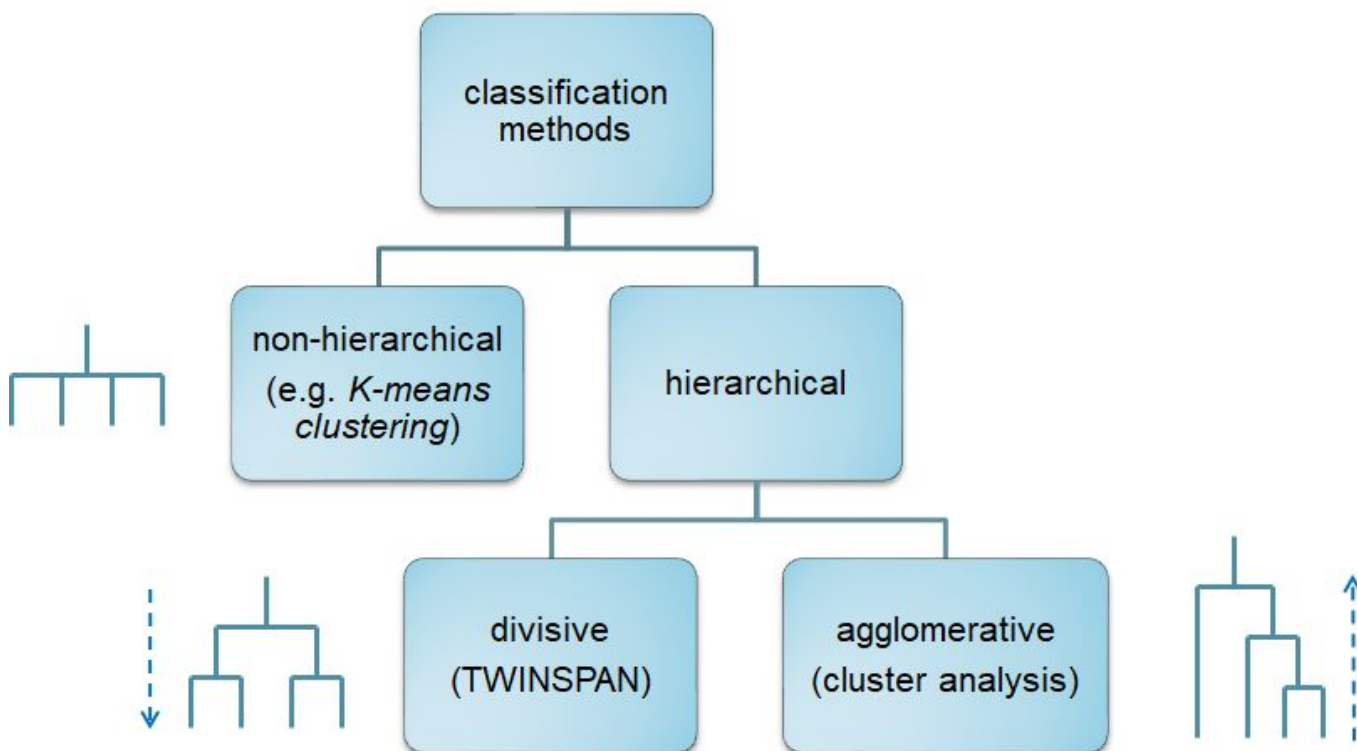 classification
methods
non-hierarchical
(e.g. K-means
clustering)
hierarchical
divisive
(TWINSPAN)
agglomerative
(cluster analysis)